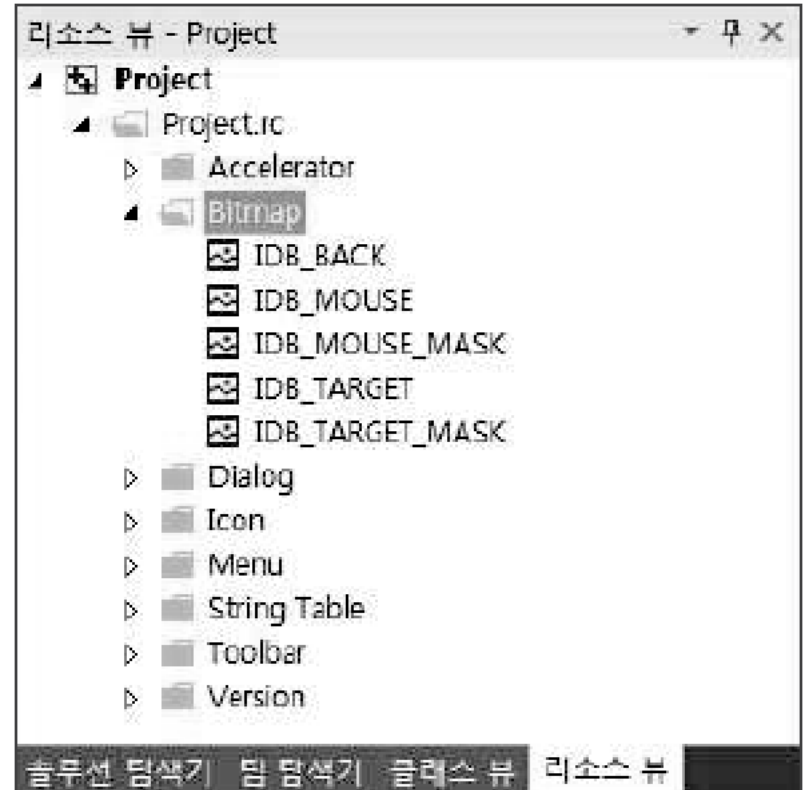 리소스 뷰 - Project
Project
Project.rc
Accelerator
Bitmap
IDB_BACK
IDB_MOUSE
IDB_MOUSE_MASK
IDB_TARGET
IDB_TARGET_MASK
Dialog
Icon
Menu
String Table
Toolbar
Version
솔루션 탐색기 팀 탐색기 클래스 뷰 리소스 뷰